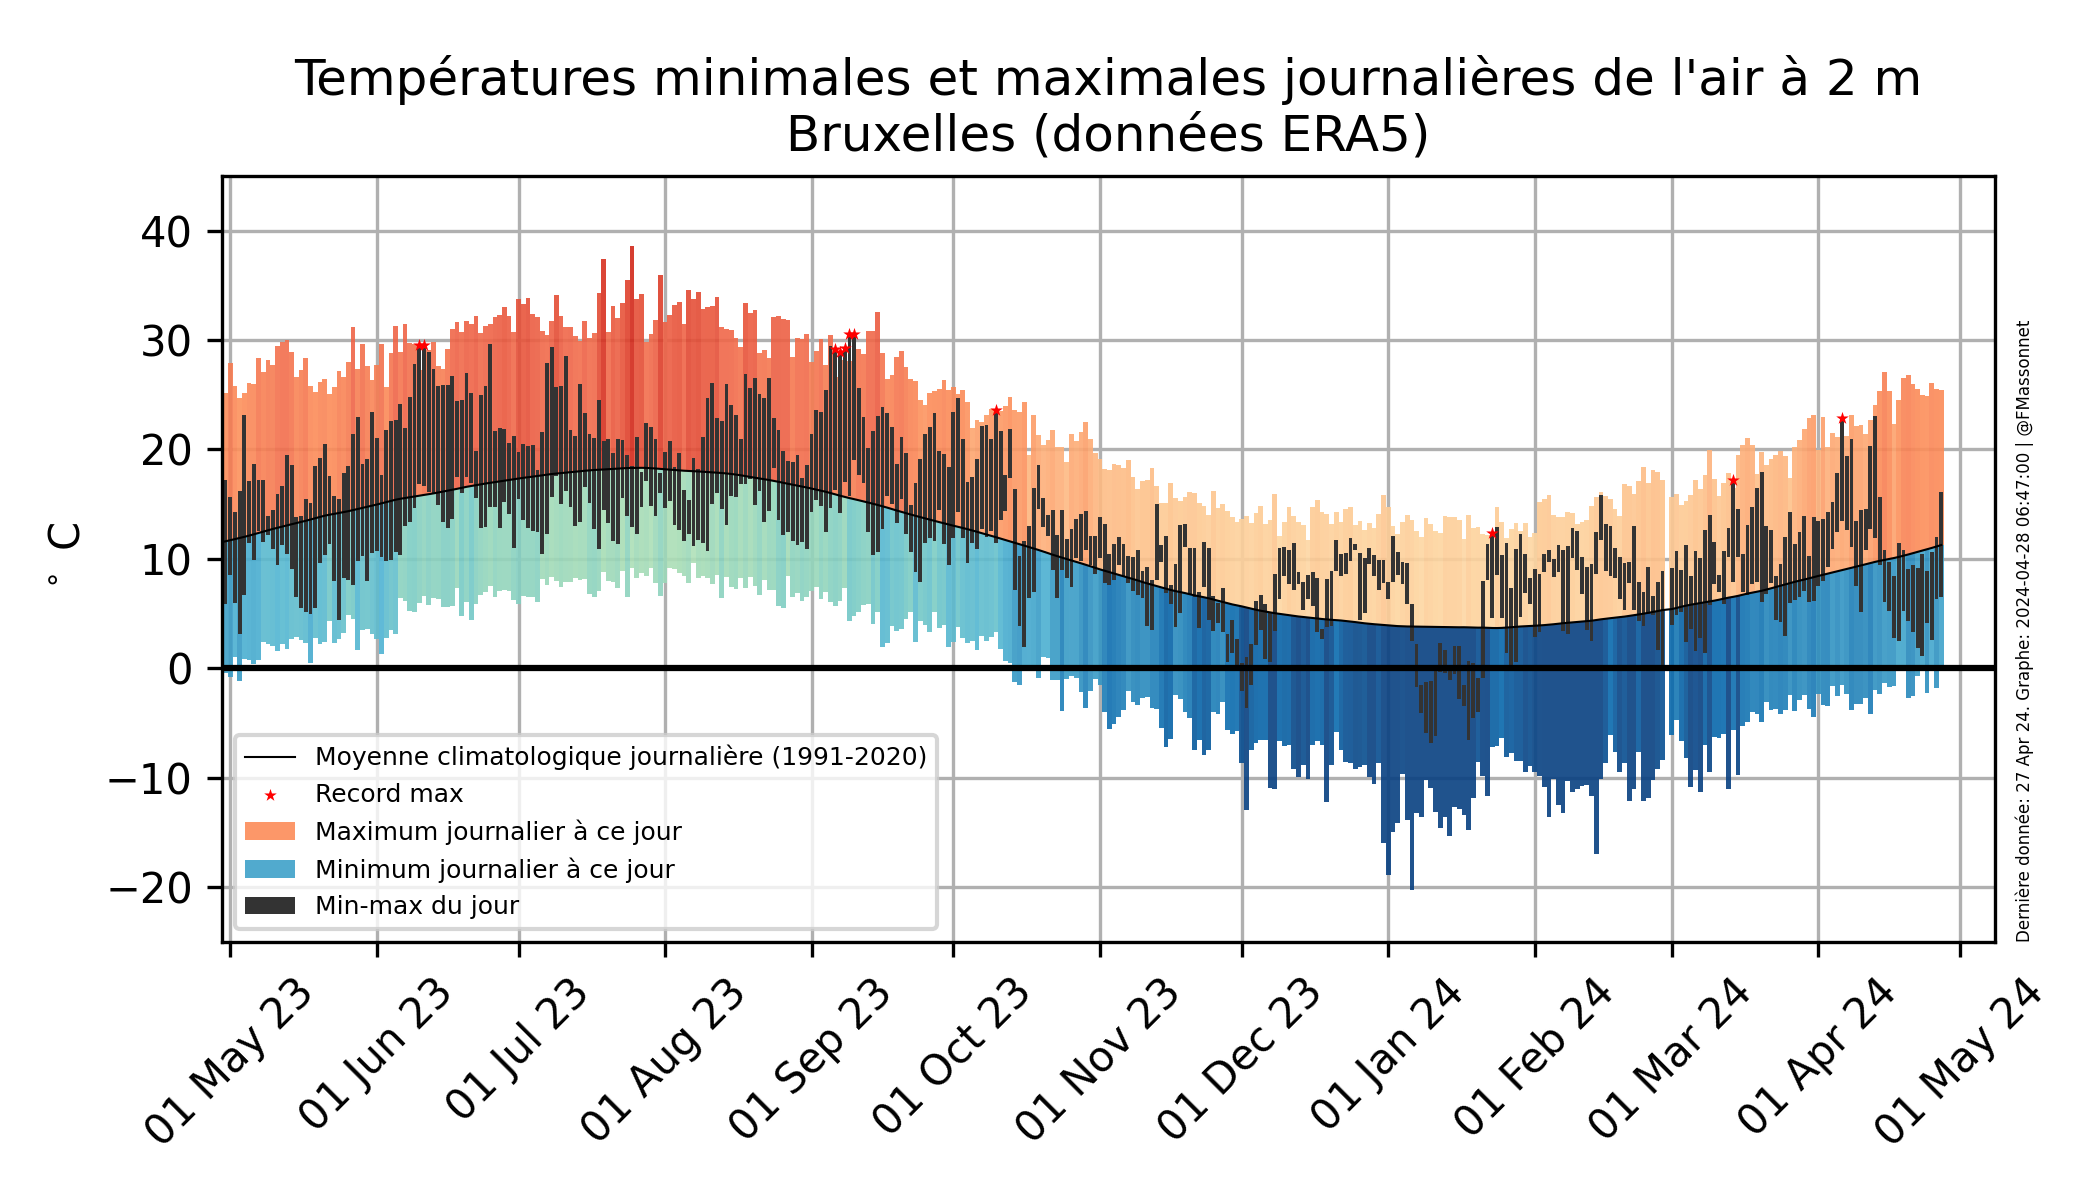 Températures minimales et maximales journalières de l'air à 2 m
Bruxelles (données ERA5)
° C
40
30
20
10
0
−10
−20
Moyenne climatologique journalière (1991-2020)
Record max
Maximum journalier à ce jour
Minimum journalier à ce jour
Min-max du jour
01 May 23
01 Jun 23
01 Jul 23
01 Aug 23
01 Sep 23
01 Oct 23
01 Nov 23
01 Dec 23
01 Jan 24
01 Feb 24
01 Mar 24
01 Apr 24
01 May 24
Dernière donnée: 27 Apr 24. Graphe: 2024-04-28 06:47:00 | @FMassonnet